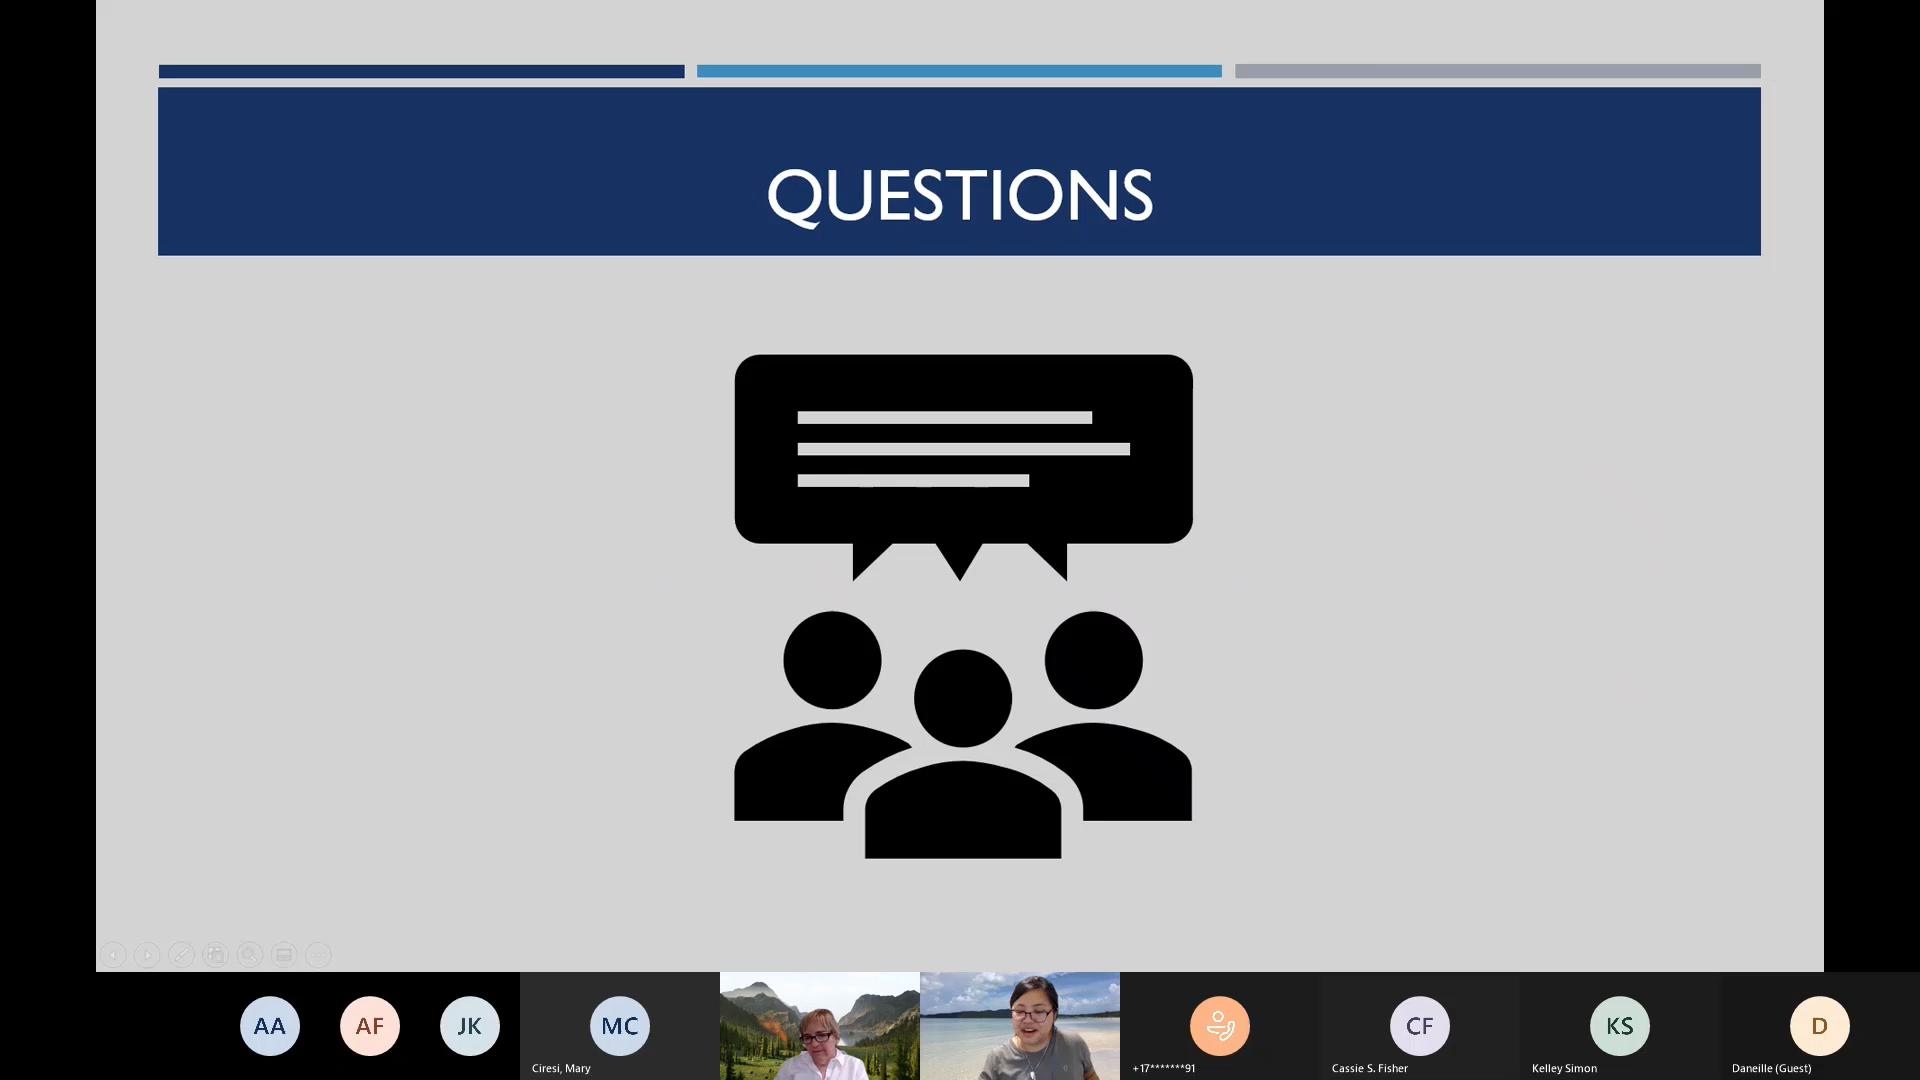 QUESTIONS
AA
AF
JK
MC
Ciresi, Mary
+17*******91
CF
Cassie S. Fisher
KS
Kelley Simon
D
Daneille (Guest)